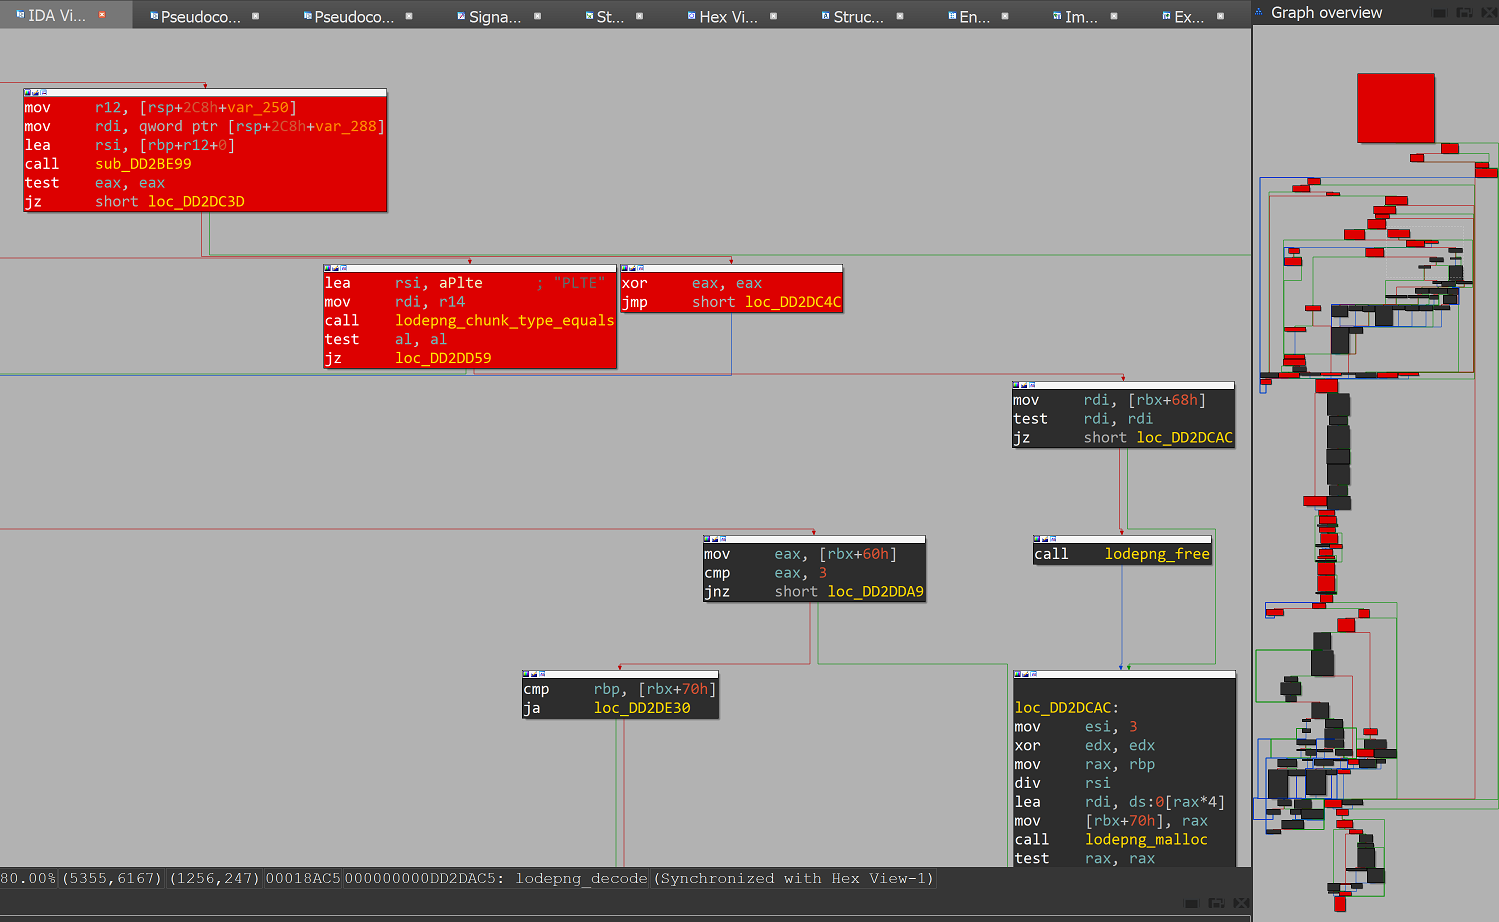 IDA Vi...
Pseudoco...
Pseudoco...
Signa...
St...
Hex Vi...
Struc...
En...
Im...
Ex...
Graph overview
mov r12, [rsp+2C8h+var_250]
mov rdi, qword ptr [rsp+2C8h+var_288]
lea rsi, [rbp+r12+0]
call sub_DD2BE99
test eax, eax
jz short loc_DD2DC3D
lea rsi, aPlte ; "PLTE"
mov rdi, r14
call lodepng_chunk_type_equals
test al, al
jz loc_DD2DD59
xor eax, eax
jmp short loc_DD2DC4C
mov rdi, [rbx+68h]
test rdi, rdi
jz short loc_DD2DCAC
mov eax, [rbx+60h]
cmp eax, 3
jnz short loc_DD2DDA9
call lodepng_free
cmp rbp, [rbx+70h]
ja loc_DD2DE30
loc_DD2DCAC:
mov esi, 3
xor edx, edx
mov rax, rbp
div rsi
lea rdi, ds:0[rax*4]
mov [rbx+70h], rax
call lodepng_malloc
test rax, rax
80.00% (5355,6167) (1256,247) 00018AC5 000000000DD2DAC5: lodepng_decode (Synchronized with Hex View-1)